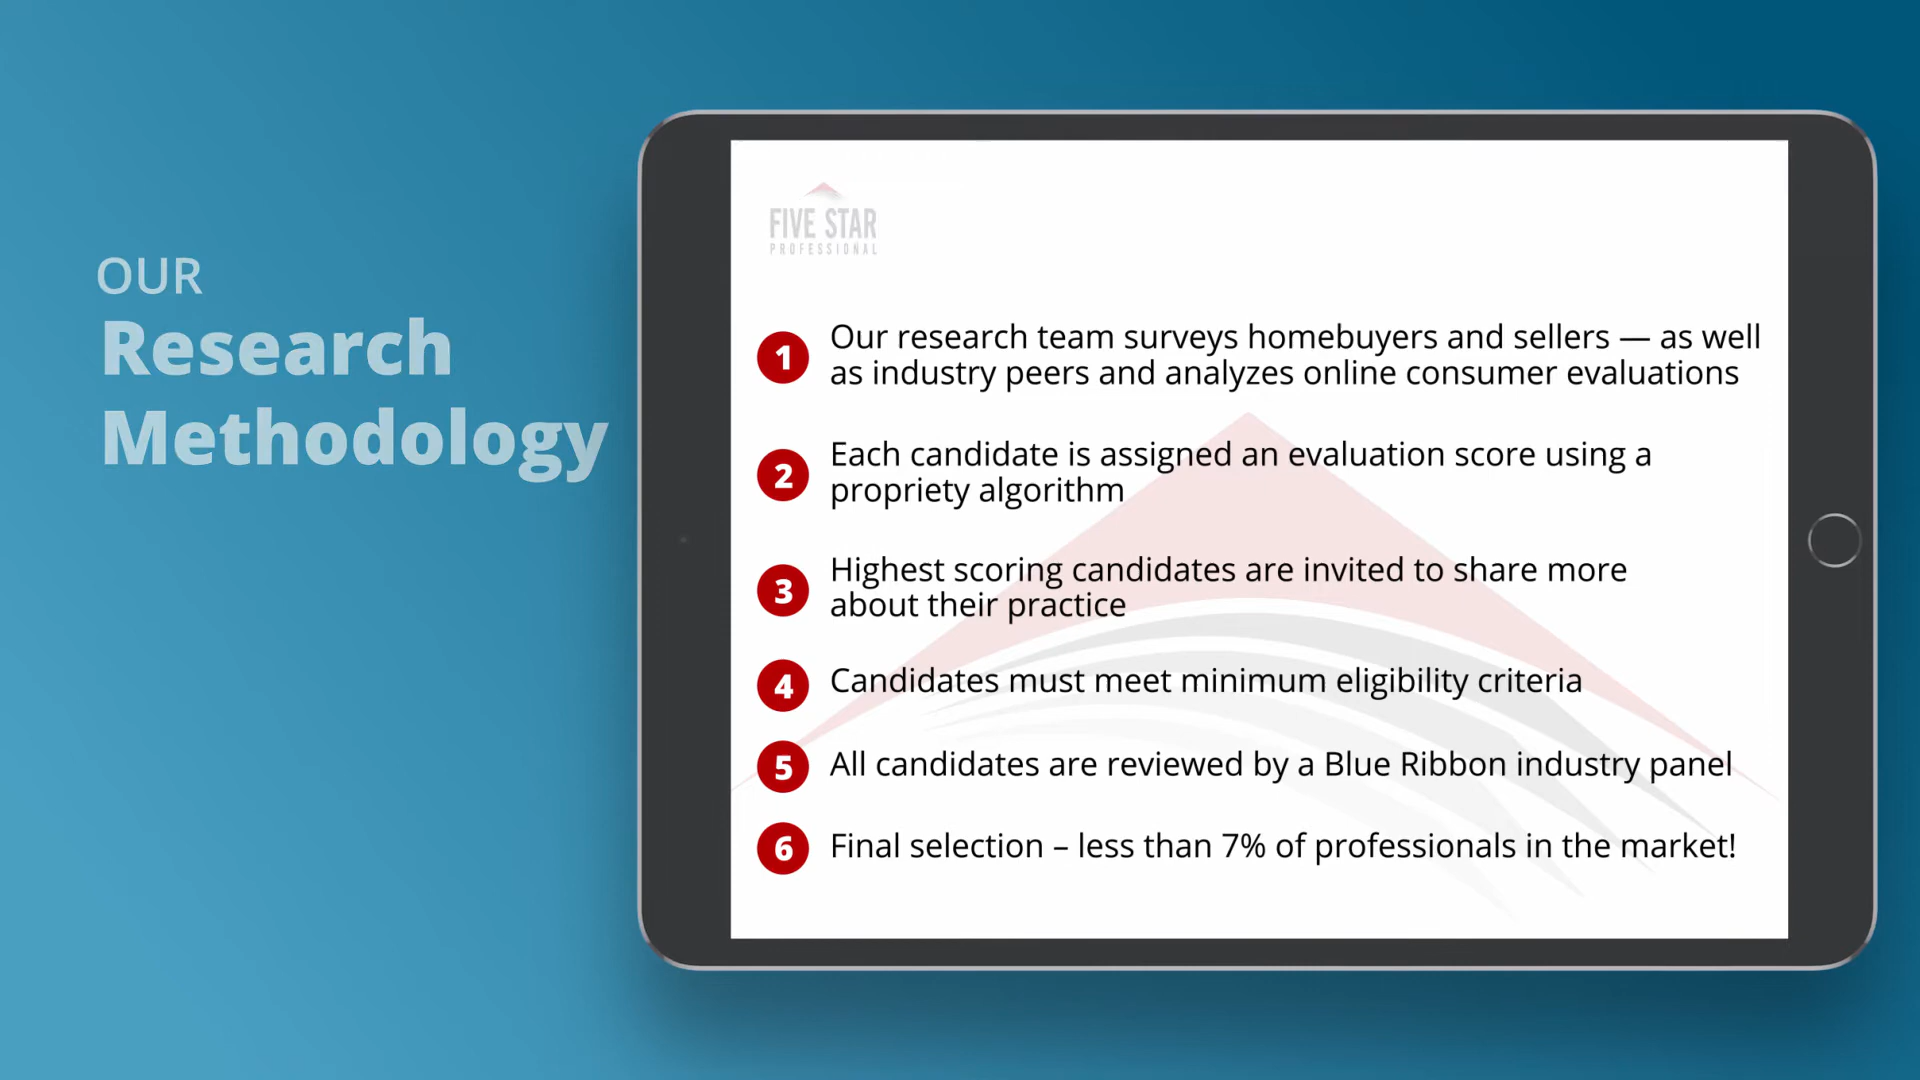 OUR
Research
Methodology
FIVE STAR
PROFESSIONAL
1 Our research team surveys homebuyers and sellers — as well
as industry peers and analyzes online consumer evaluations
2 Each candidate is assigned an evaluation score using a
propriety algorithm
3 Highest scoring candidates are invited to share more
about their practice
4 Candidates must meet minimum eligibility criteria
5 All candidates are reviewed by a Blue Ribbon industry panel
6 Final selection – less than 7% of professionals in the market!